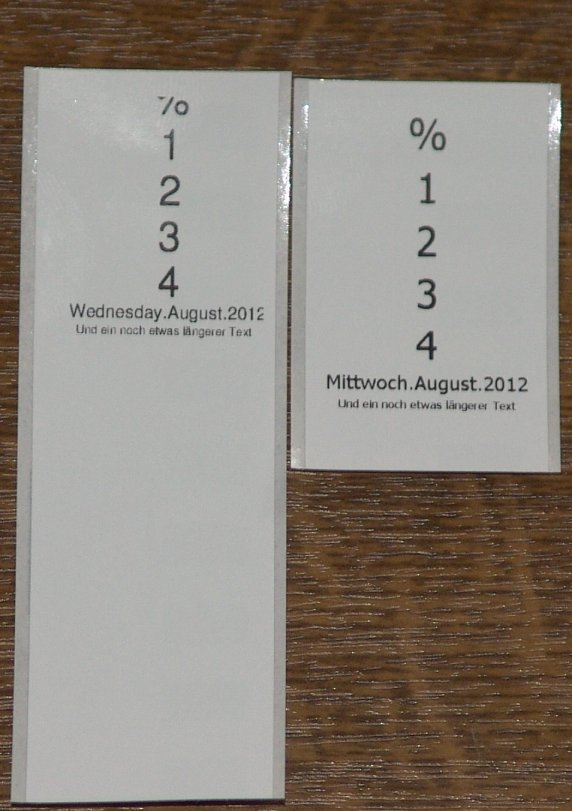 %
1
2
3
4
Wednesday.August.2012
Und ein noch etwas längerer Text
%
1
2
3
4
Mittwoch.August.2012
Und ein noch etwas längerer Text